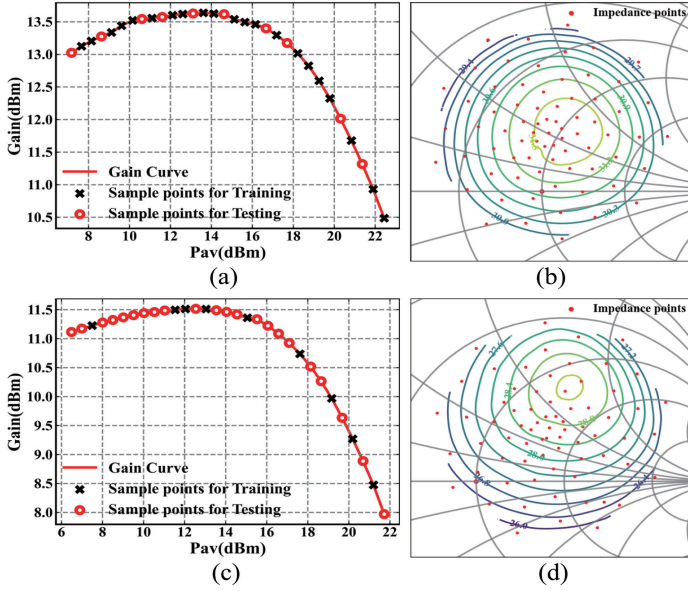 13.5
13.0
12.5
12.0
11.5
11.0
10.5
Gain(dBm)
Gain Curve
Sample points for Training
Sample points for Testing
8
10
12
14
16
18
20
22
Pav(dBm)
(a)
Impedance points
(b)
11.5
11.0
10.5
10.0
9.5
9.0
8.5
8.0
Gain(dBm)
Gain Curve
Sample points for Training
Sample points for Testing
6
8
10
12
14
16
18
20
22
Pav(dBm)
(c)
Impedance points
28.4
26.0
(d)